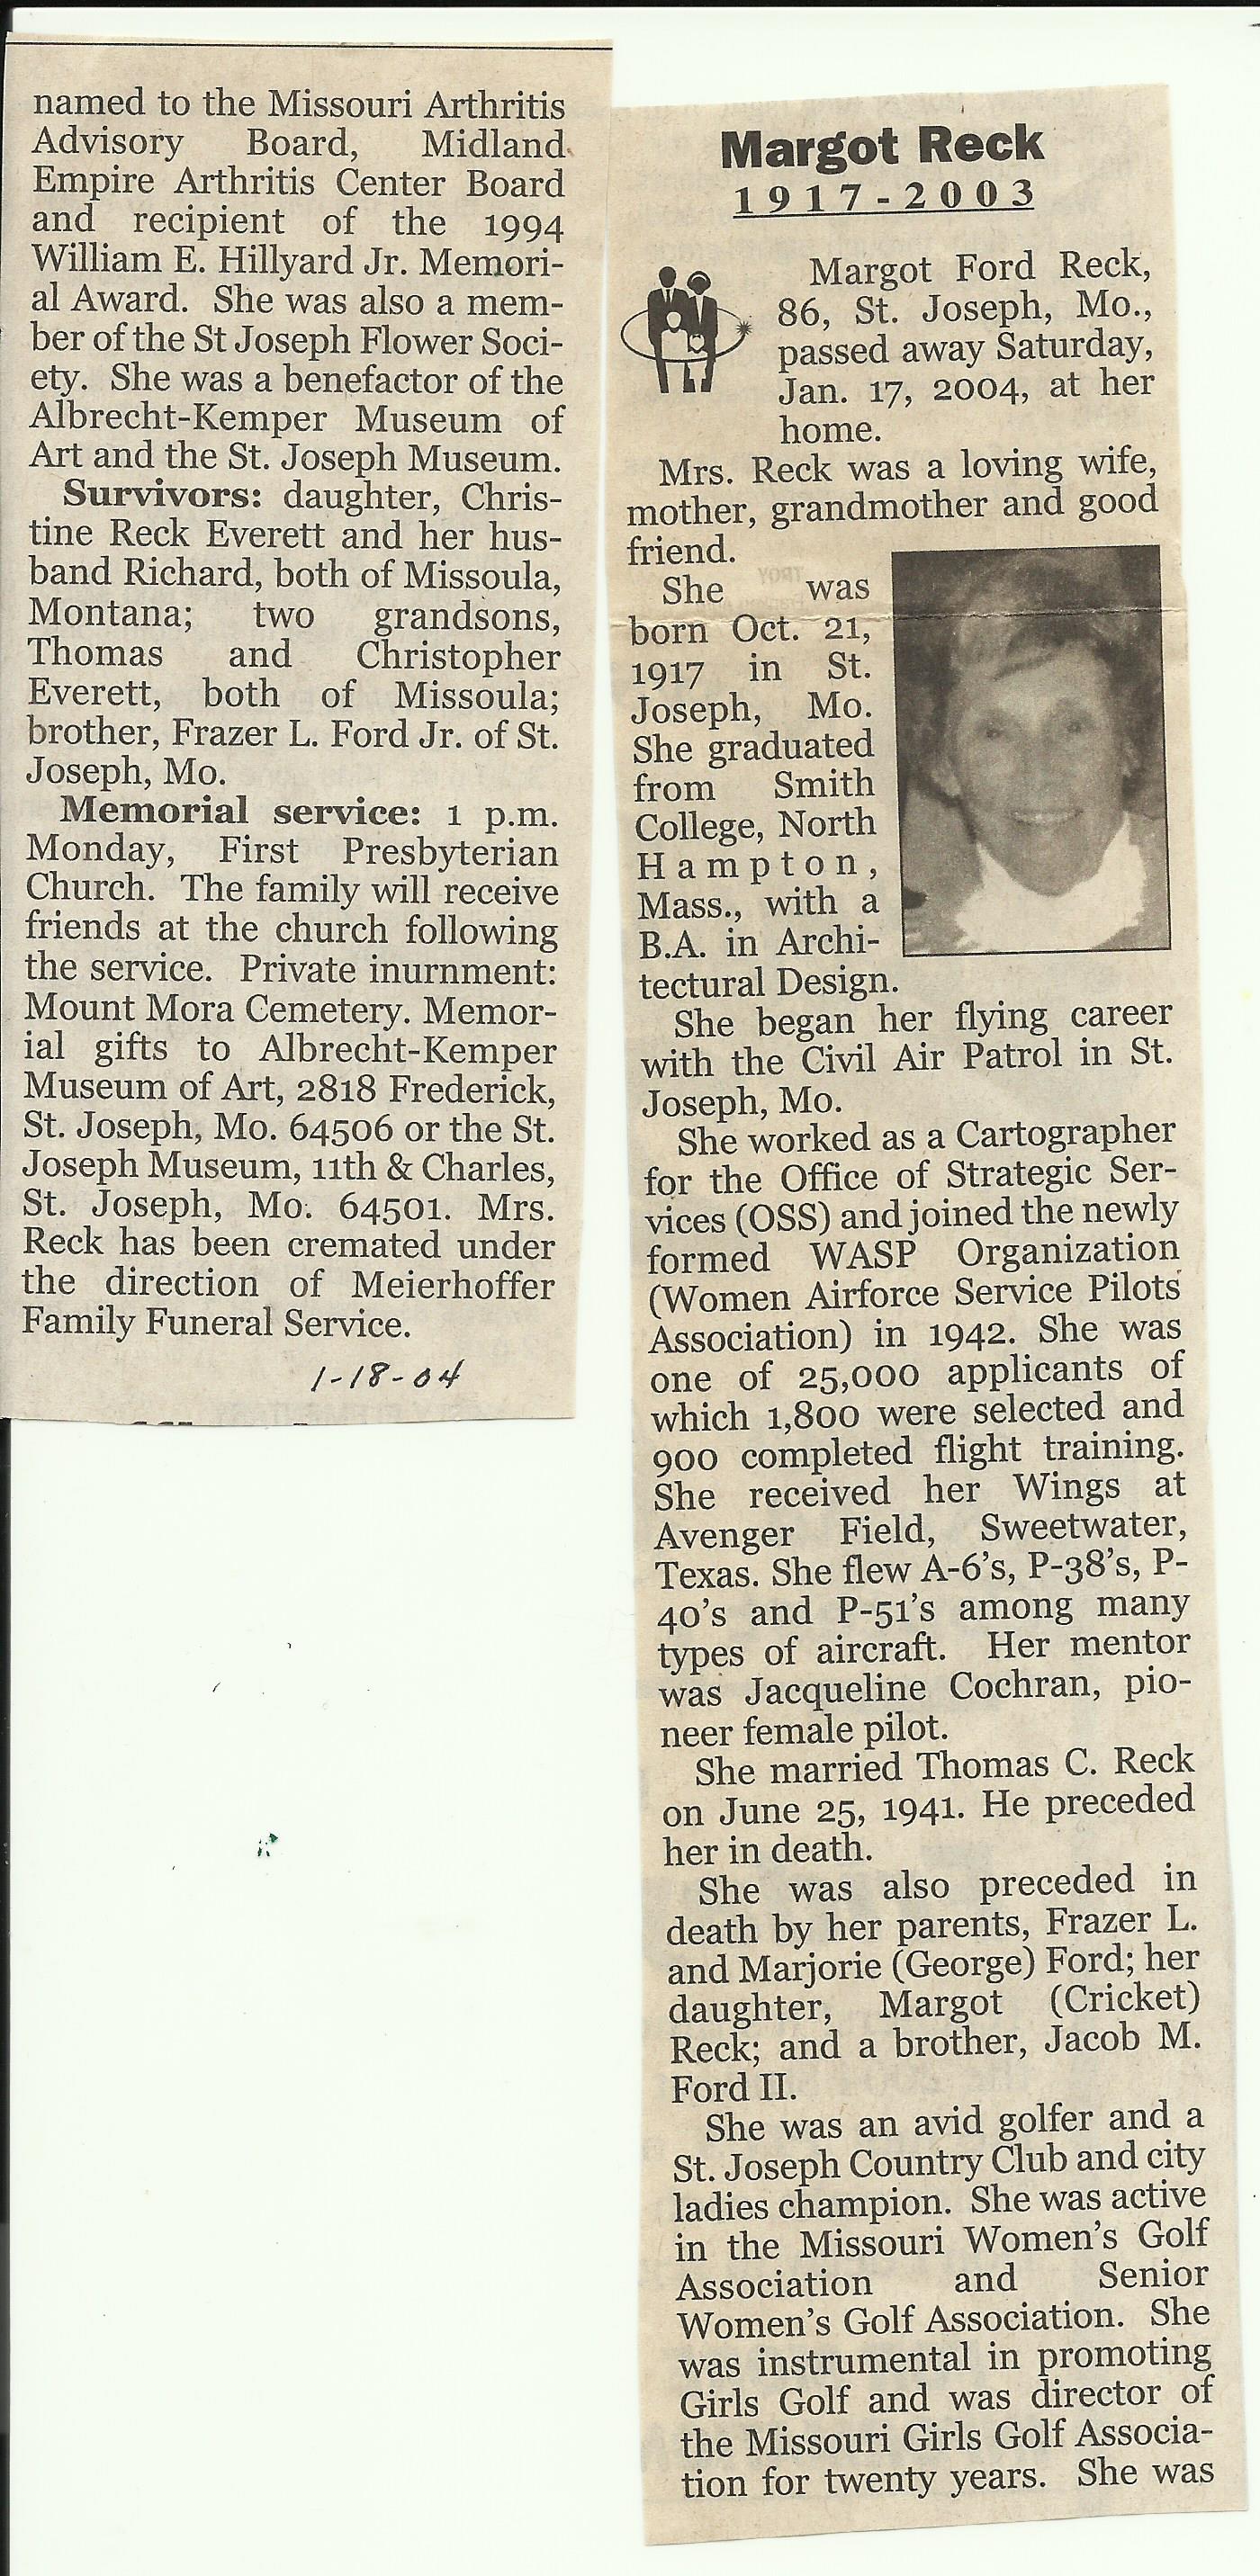 Margot Reck
1917-2003
Margot Ford Reck,
86, St. Joseph, Mo.,
passed away Saturday,
Jan. 17, 2004, at her
home.
Mrs. Reck was a loving wife,
mother, grandmother and good
friend.
She was
born Oct. 21,
1917 in St.
Joseph, Mo.
She graduated
from Smith
College, North
Hampton,
Mass., with a
B.A. in Archi-
tectural Design.
She began her flying career
with the Civil Air Patrol in St.
Joseph, Mo.
She worked as a Cartographer
for the Office of Strategic Ser-
vices (OSS) and joined the newly
formed WASP Organization
(Women Airforce Service Pilots
Association) in 1942. She was
one of 25,000 applicants of
which 1,800 were selected and
900 completed flight training.
She received her Wings at
Avenger Field, Sweetwater,
Texas. She flew A-6's, P-38's, P-
40's and P-51's among many
types of aircraft. Her mentor
was Jacqueline Cochran, pio-
neer female pilot.
She married Thomas C. Reck
on June 25, 1941. He preceded
her in death.
She was also preceded in
death by her parents, Frazer L.
and Marjorie (George) Ford; her
daughter, Margot (Cricket)
Reck; and a brother, Jacob M.
Ford II.
She was an avid golfer and a
St. Joseph Country Club and city
ladies champion. She was active
in the Missouri Women's Golf
Association and Senior
Women's Golf Association. She
was instrumental in promoting
Girls Golf and was director of
the Missouri Girls Golf Associa-
tion for twenty years. She was
named to the Missouri Arthritis
Advisory Board, Midland
Empire Arthritis Center Board
and recipient of the 1994
William E. Hillyard Jr. Memori-
al Award. She was also a mem-
ber of the St Joseph Flower Soci-
ety. She was a benefactor of the
Albrecht-Kemper Museum of
Art and the St. Joseph Museum.
Survivors: daughter, Chris-
tine Reck Everett and her hus-
band Richard, both of Missoula,
Montana; two grandsons,
Thomas and Christopher
Everett, both of Missoula;
brother, Frazer L. Ford Jr. of St.
Joseph, Mo.
Memorial service: 1 p.m.
Monday, First Presbyterian
Church. The family will receive
friends at the church following
the service. Private inurnment:
Mount Mora Cemetery. Memor-
ial gifts to Albrecht-Kemper
Museum of Art, 2818 Frederick,
St. Joseph, Mo. 64506 or the St.
Joseph Museum, 11th & Charles,
St. Joseph, Mo. 64501. Mrs.
Reck has been cremated under
the direction of Meierhoffer
Family Funeral Service.
1-18-04